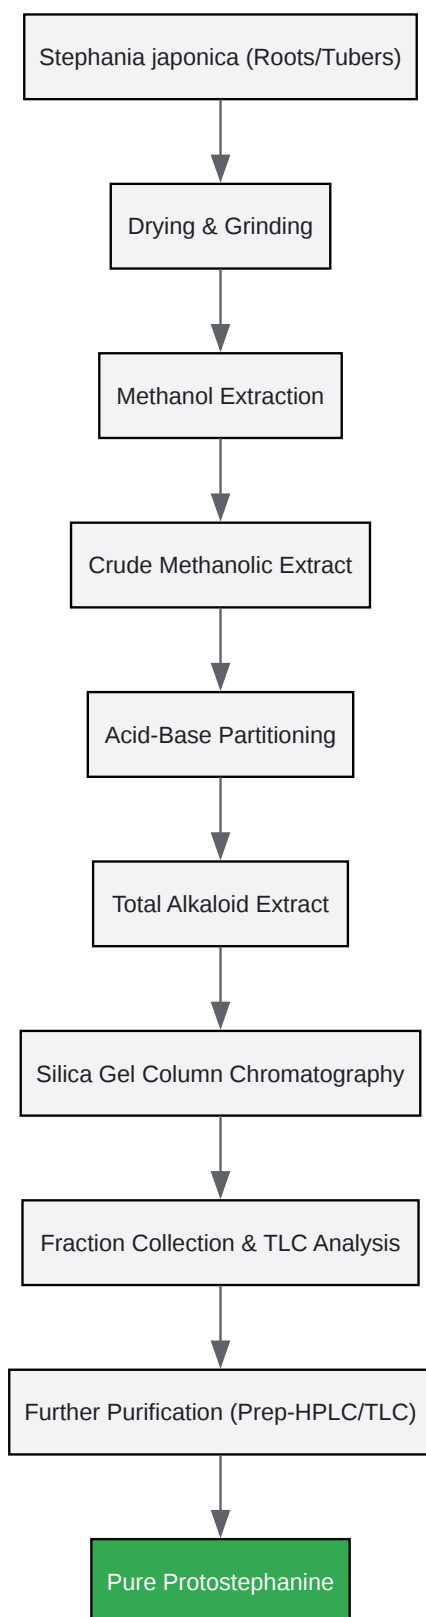 Stephania japonica (Roots/Tubers)
Drying & Grinding
Methanol Extraction
Crude Methanolic Extract
Acid-Base Partitioning
Total Alkaloid Extract
Silica Gel Column Chromatography
Fraction Collection & TLC Analysis
Further Purification (Prep-HPLC/TLC)
Pure Protostephanine